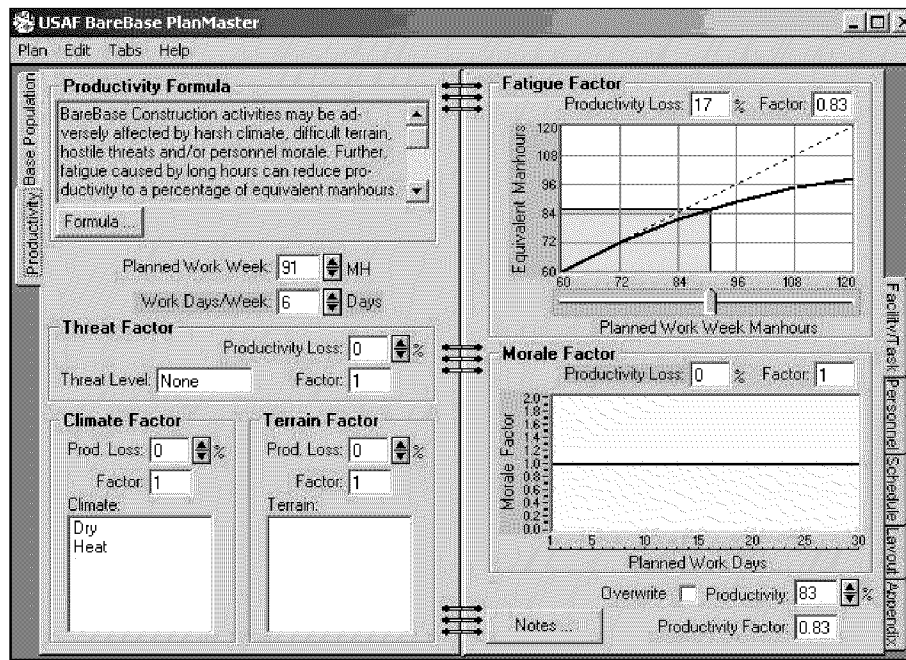 USAF BareBase PlanMaster
Plan Edit Tabs Help
Base Population
Productivity
Productivity Formula
BareBase Construction activities may be ad-
versely affected by harsh climate, difficult terrain,
hostile threats and/or personnel morale. Further,
fatigue caused by long hours can reduce pro-
ductivity to a percentage of equivalent manhours.
Formula ...
Planned Work Week: 91 MH
Work Days/Week: 6 Days
Threat Factor
Productivity Loss: 0 %
Threat Level: None Factor: 1
Climate Factor
Prod. Loss: 0 %
Factor: 1
Climate:
Dry
Heat
Terrain Factor
Prod. Loss: 0 %
Factor: 1
Terrain:
Fatigue Factor
Productivity Loss: 17 % Factor: 0.83
Equivalent Manhours
120
108
96
84
72
60
60 72 84 96 108 120
Planned Work Week Manhours
Morale Factor
Productivity Loss: 0 % Factor: 1
Morale Factor
2.0
1.8
1.6
1.4
1.2
1.0
0.8
0.6
0.4
0.2
0.0
1 5 10 15 20 25 30
Planned Work Days
Overwrite Productivity: 83 %
Notes ... Productivity Factor: 0.83
Facility/Task
Personnel
Schedule
Layout
Appendix